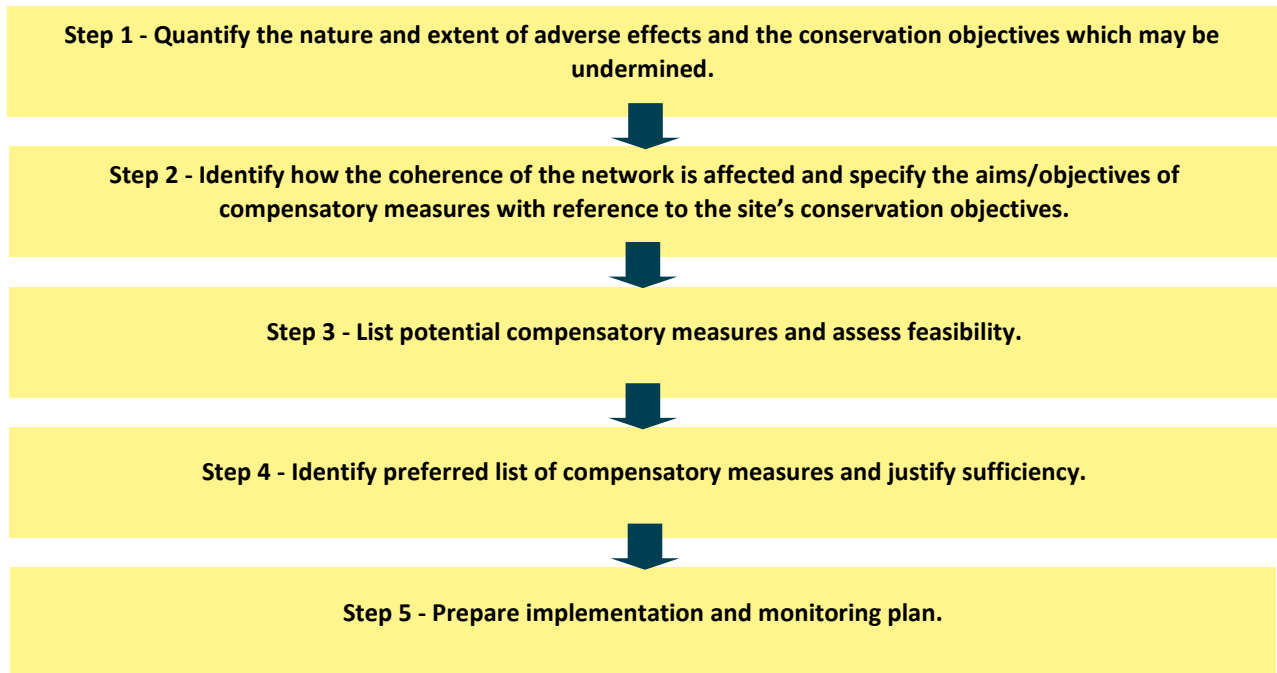 Step 1 - Quantify the nature and extent of adverse effects and the conservation objectives which may be
undermined.
Step 2 - Identify how the coherence of the network is affected and specify the aims/objectives of
compensatory measures with reference to the site’s conservation objectives.
Step 3 - List potential compensatory measures and assess feasibility.
Step 4 - Identify preferred list of compensatory measures and justify sufficiency.
Step 5 - Prepare implementation and monitoring plan.